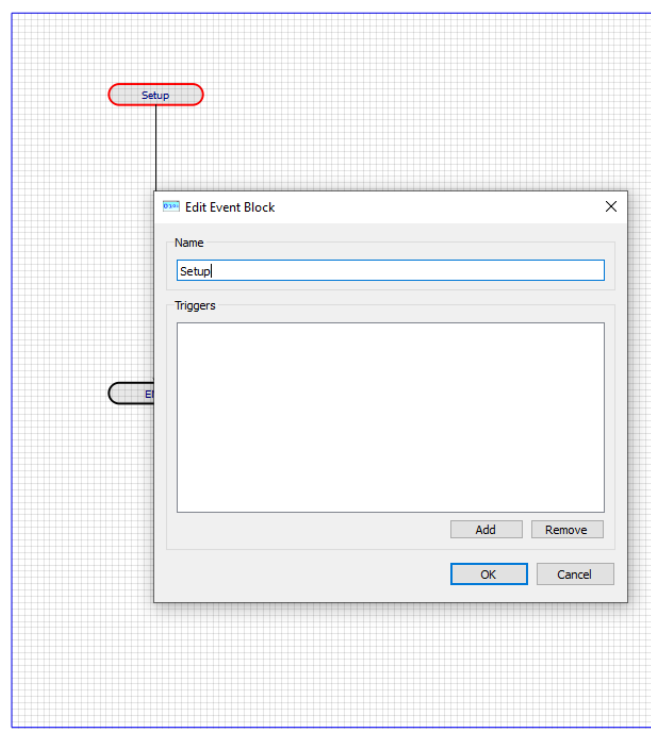 Setup
Edit Event Block
Name
Setup
Triggers
Add Remove
OK Cancel